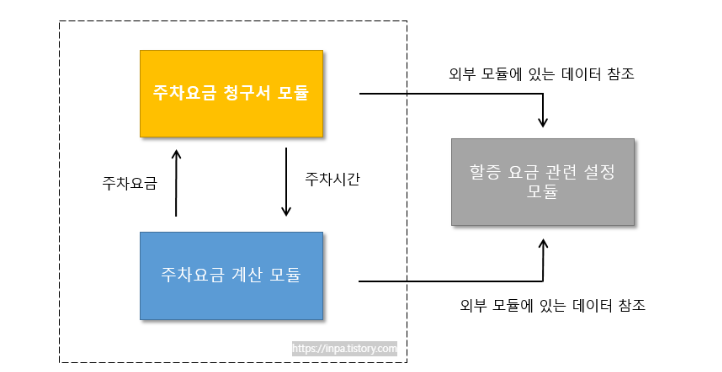 외부 모듈에 있는 데이터 참조
주차요금 청구서 모듈
할증 요금 관련 설정
모듈
주차요금
주차시간
주차요금 계산 모듈
외부 모듈에 있는 데이터 참조
https://inpa.tistory.com